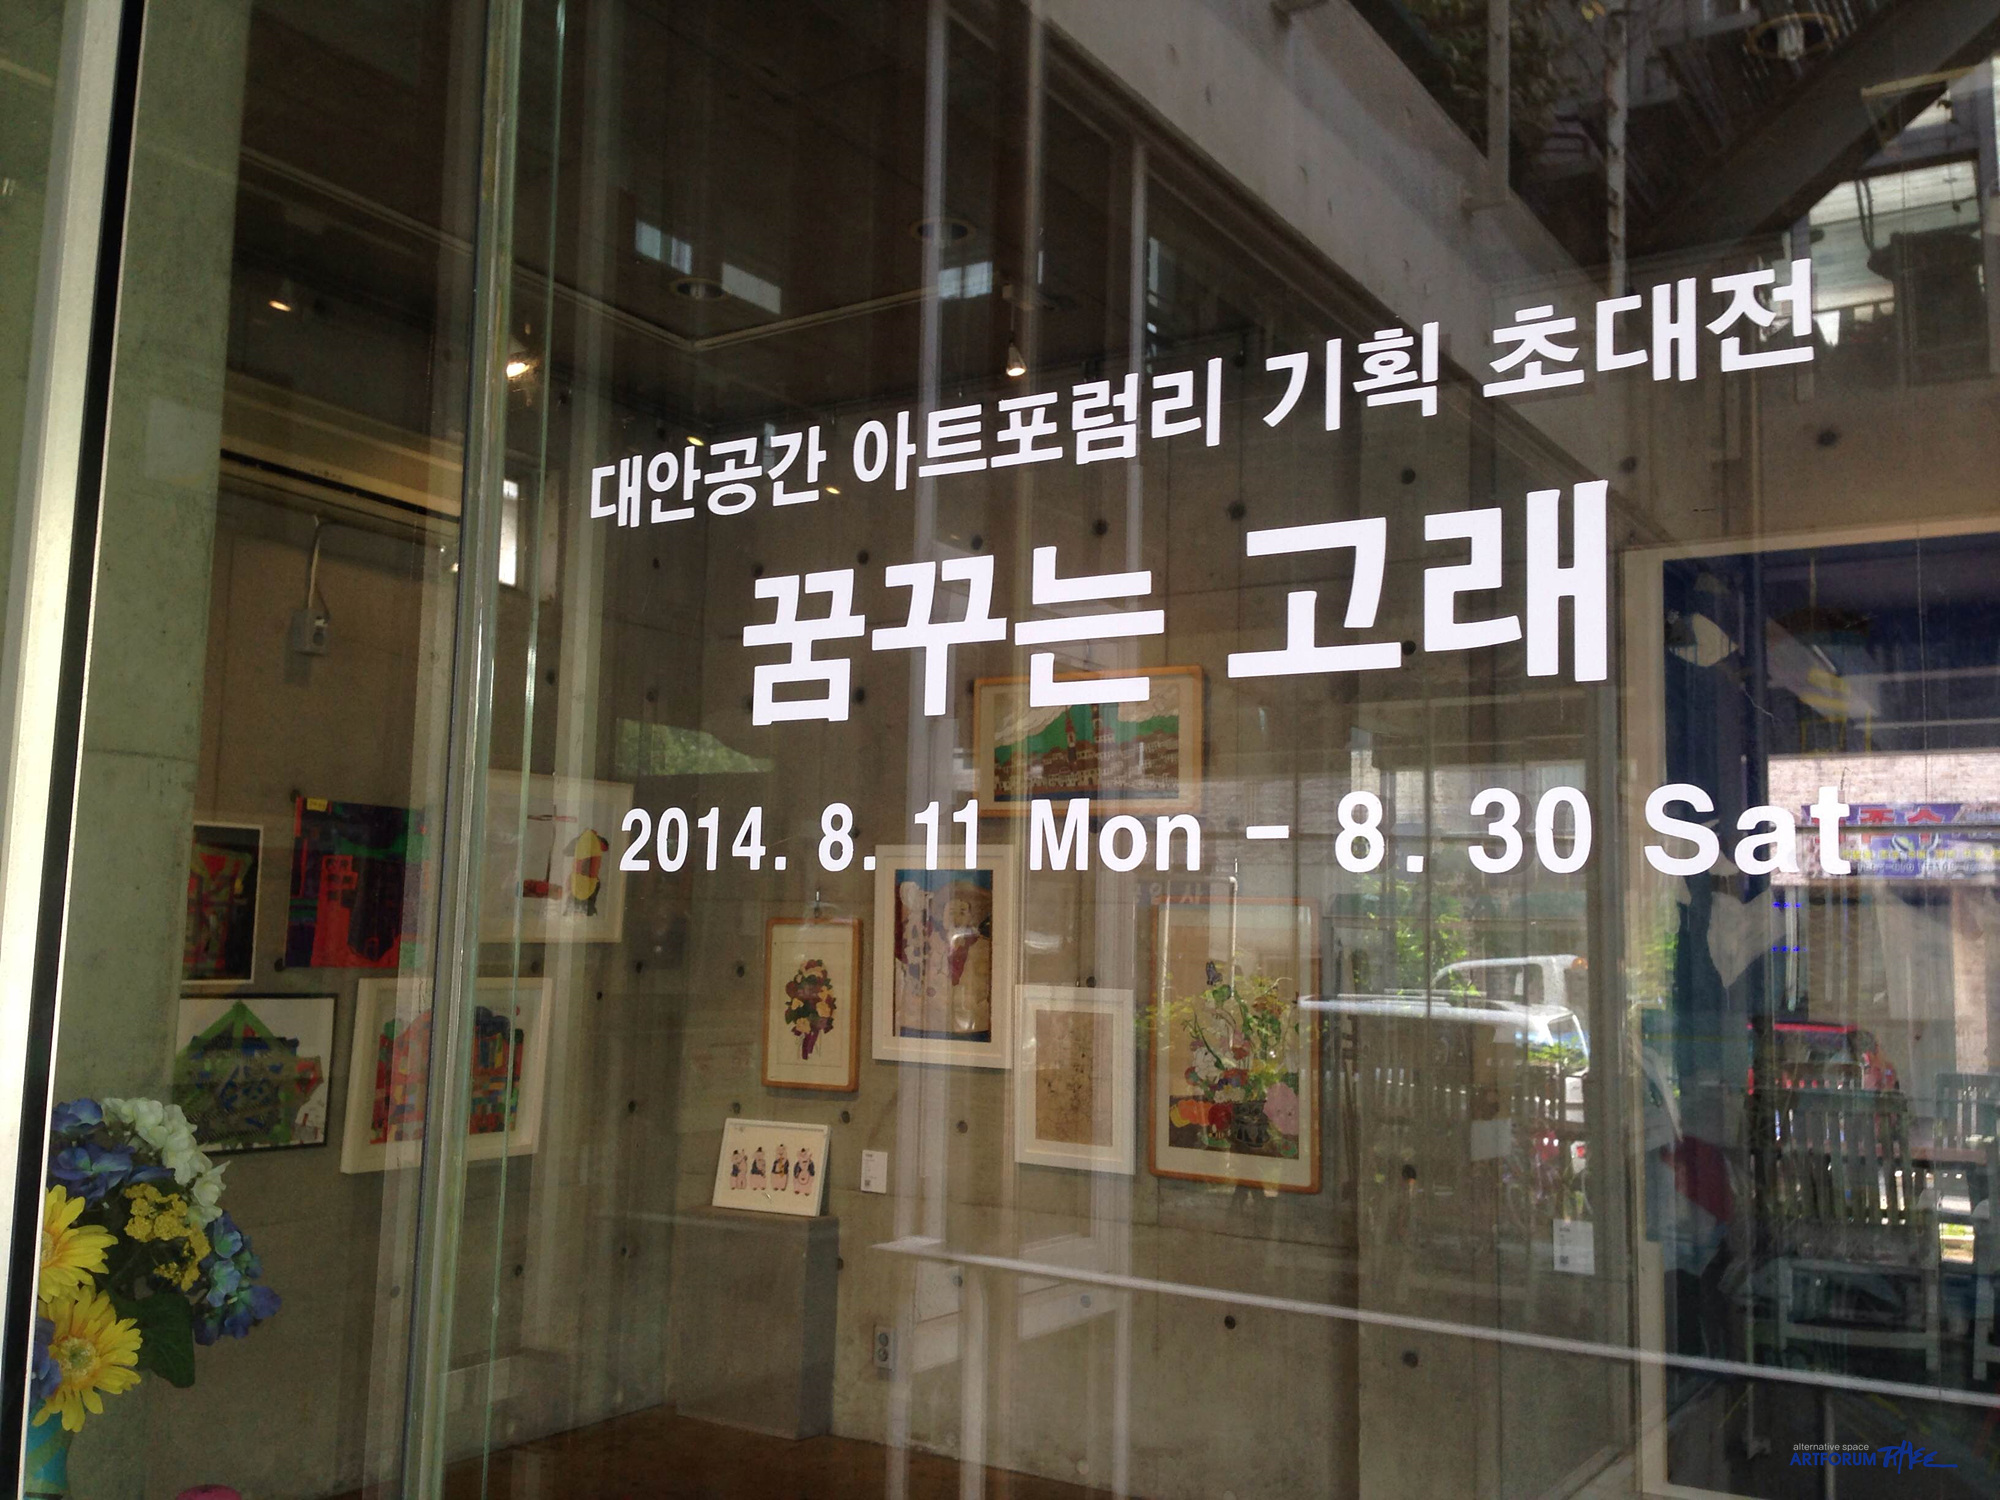 대안공간 아트포럼리 기획 초대전
꿈꾸는 고래
2014. 8. 11 Mon - 8. 30 Sat
alternative space
ARTFORUM RHEE